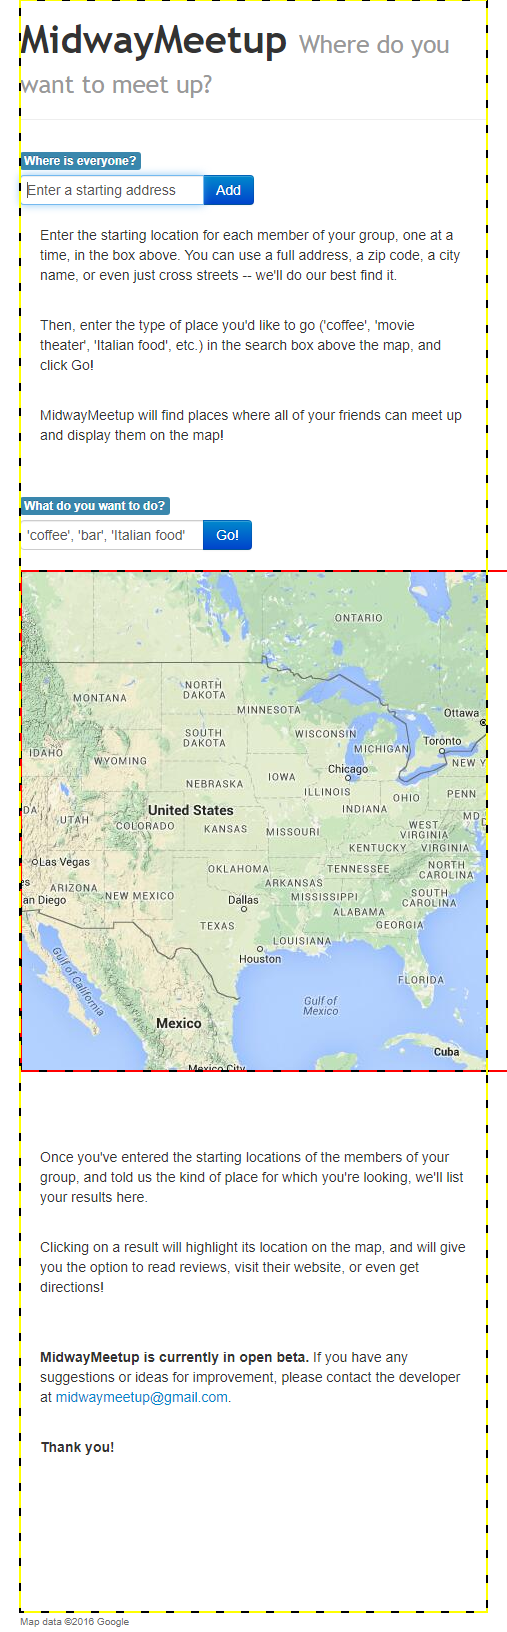 MidwayMeetup Where do you
want to meet up?
Where is everyone?
Enter a starting address Add
Enter the starting location for each member of your group, one at a
time, in the box above. You can use a full address, a zip code, a city
name, or even just cross streets -- we'll do our best find it.
Then, enter the type of place you'd like to go ('coffee', 'movie
theater', 'Italian food', etc.) in the search box above the map, and
click Go!
MidwayMeetup will find places where all of your friends can meet up
and display them on the map!
What do you want to do?
'coffee', 'bar', 'Italian food' Go!
ONTARIO
NORTH
DAKOTA
MONTANA
MINNESOTA
Ottawa
SOUTH
DAKOTA
WISCONSIN
MICHIGAN
Toronto
IDAHO
WYOMING
Chicago
NEW Y
IOWA
NEBRASKA
ILLINOIS
OHIO
PENN
DA
UTAH
United States
INDIANA
MD
COLORADO
KANSAS
MISSOURI
WEST
VIRGINIA
KENTUCKY
VIRGINIA
Las Vegas
OKLAHOMA
TENNESSEE
NORTH
CAROLINA
es
ARIZONA
NEW MEXICO
ARKANSAS
MISSISSIPPI
SOUTH
CAROLINA
an Diego
Dallas
ALABAMA
TEXAS
GEORGIA
LOUISIANA
Houston
Gulf of California
FLORIDA
Gulf of
Mexico
Mexico
Cuba
Mexico City
Once you've entered the starting locations of the members of your
group, and told us the kind of place for which you're looking, we'll list
your results here.
Clicking on a result will highlight its location on the map, and will give
you the option to read reviews, visit their website, or even get
directions!
MidwayMeetup is currently in open beta. If you have any
suggestions or ideas for improvement, please contact the developer
at midwaymeetup@gmail.com.
Thank you!
Map data ©2016 Google